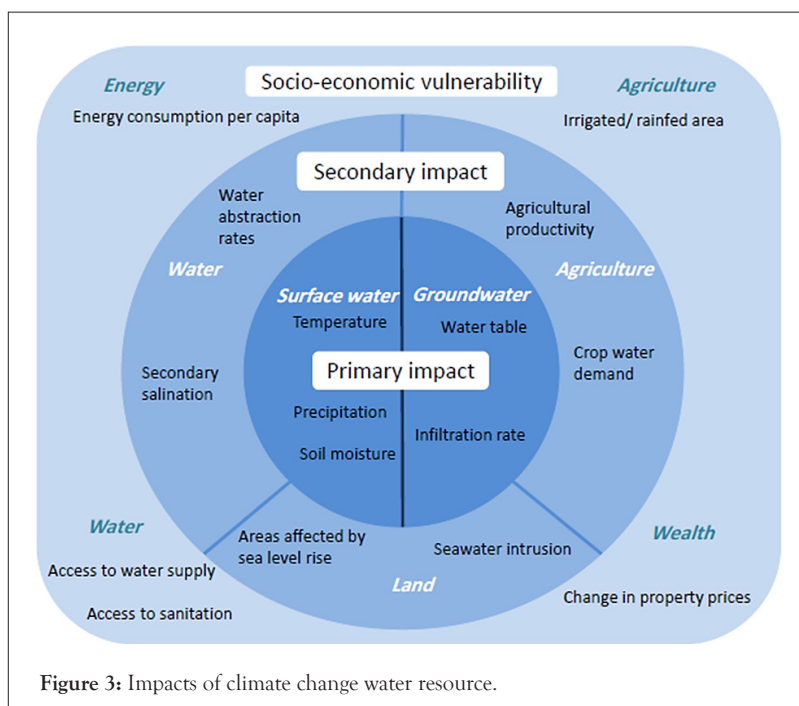 Energy
Socio-economic vulnerability
Agriculture
Energy consumption per capita
Irrigated/ rainfed area
Secondary impact
Water
abstraction
rates
Agricultural
productivity
Water
Agriculture
Surface water
Groundwater
Temperature
Water table
Secondary
salination
Crop water
demand
Primary impact
Precipitation
Infiltration rate
Soil moisture
Water
Areas affected by
sea level rise
Seawater intrusion
Wealth
Access to water supply
Land
Change in property prices
Access to sanitation
Figure 3: Impacts of climate change water resource.